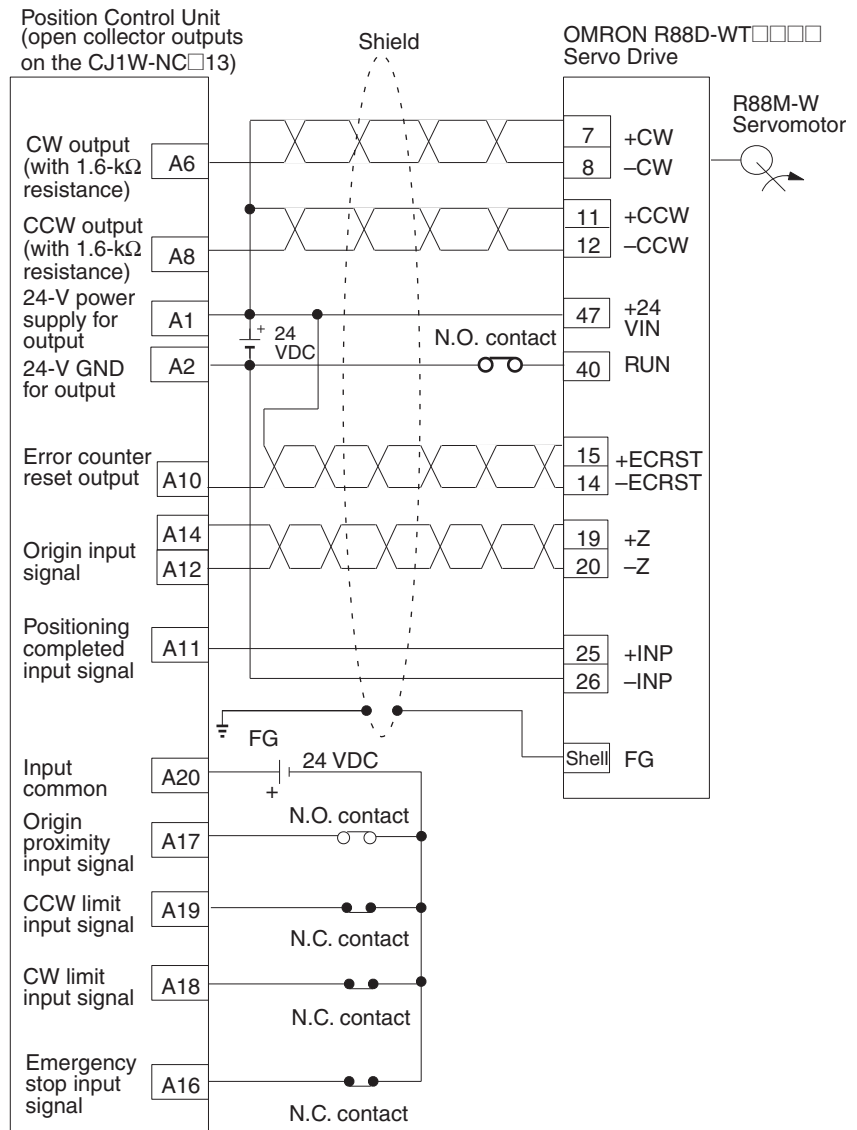 Position Control Unit
(open collector outputs
on the CJ1W-NC□13)
Shield
OMRON R88D-WT□□□□
Servo Drive
R88M-W
Servomotor
CW output
(with 1.6-kΩ
resistance)
A6
7
+CW
8
–CW
CCW output
(with 1.6-kΩ
resistance)
A8
11
+CCW
12
–CCW
24-V power
supply for
output
A1
+ 24
VDC
47
+24
VIN
24-V GND
for output
A2
N.O. contact
40
RUN
Error counter
reset output
A10
15
+ECRST
14
–ECRST
Origin input
signal
A14
A12
19
+Z
20
–Z
Positioning
completed
input signal
A11
25
+INP
26
–INP
FG
Shell
FG
Input
common
A20
24 VDC
+
Origin
proximity
input signal
A17
N.O. contact
CCW limit
input signal
A19
N.C. contact
CW limit
input signal
A18
N.C. contact
Emergency
stop input
signal
A16
N.C. contact